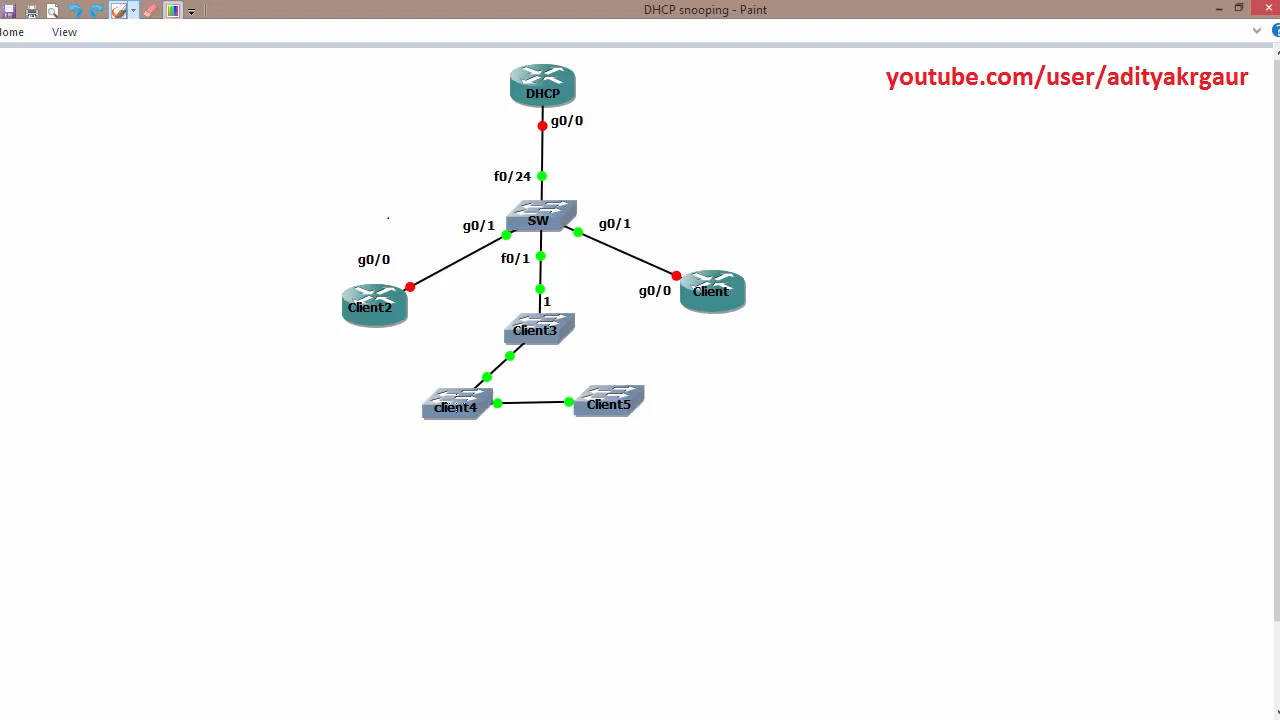 DHCP snooping - Paint
ome
View
youtube.com/user/adityakrgaur
DHCP
g0/0
f0/24
SW
g0/1
g0/1
g0/0
f0/1
Client2
g0/0
Client
1
Client3
client4
Client5